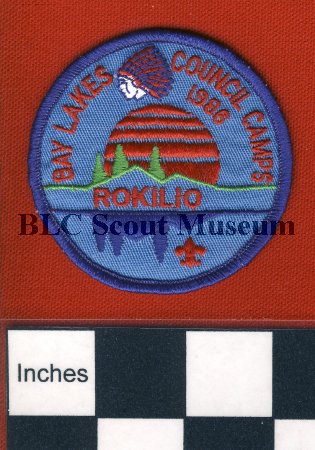 BAY LAKES COUNCIL CAMPS
1986
ROKILIO
BLC Scout Museum
Inches